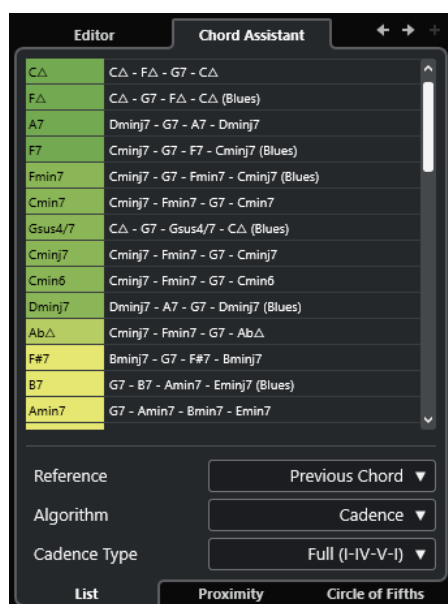 Editor Chord Assistant
C△ C△ - F△ - G7 - C△
F△ C△ - G7 - F△ - C△ (Blues)
A7 Dminj7 - G7 - A7 - Dminj7
F7 Cminj7 - G7 - F7 - Cminj7 (Blues)
Fmin7 Cminj7 - G7 - Fmin7 - Cminj7 (Blues)
Cmin7 Cminj7 - Fmin7 - G7 - Cmin7
Gsus4/7 C△ - G7 - Gsus4/7 - C△ (Blues)
Cminj7 Cminj7 - Fmin7 - G7 - Cminj7
Cmin6 Cminj7 - Fmin7 - G7 - Cmin6
Dminj7 Dminj7 - A7 - G7 - Dminj7 (Blues)
Ab△ Cminj7 - Fmin7 - G7 - Ab△
F#7 Bminj7 - G7 - F#7 - Bminj7
B7 G7 - B7 - Amin7 - Eminj7 (Blues)
Amin7 G7 - Amin7 - Bmin7 - Emin7
Reference Previous Chord
Algorithm Cadence
Cadence Type Full (I-IV-V-I)
List Proximity Circle of Fifths